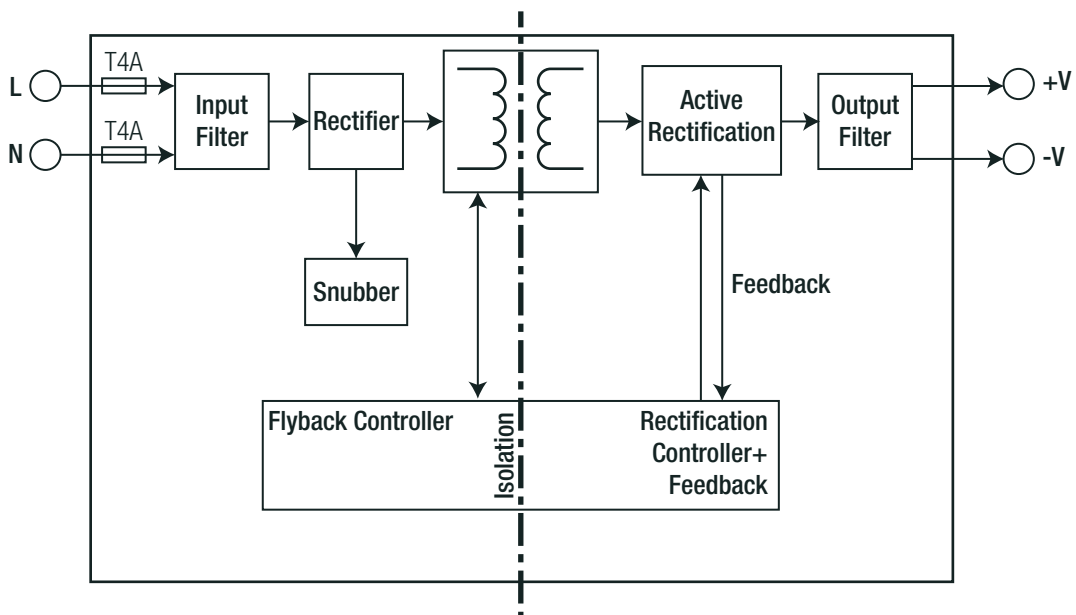 L
T4A
N
T4A
Input
Filter
Rectifier
Snubber
Active
Rectification
Output
Filter
+V
-V
Feedback
Flyback Controller
Isolation
Rectification
Controller+
Feedback